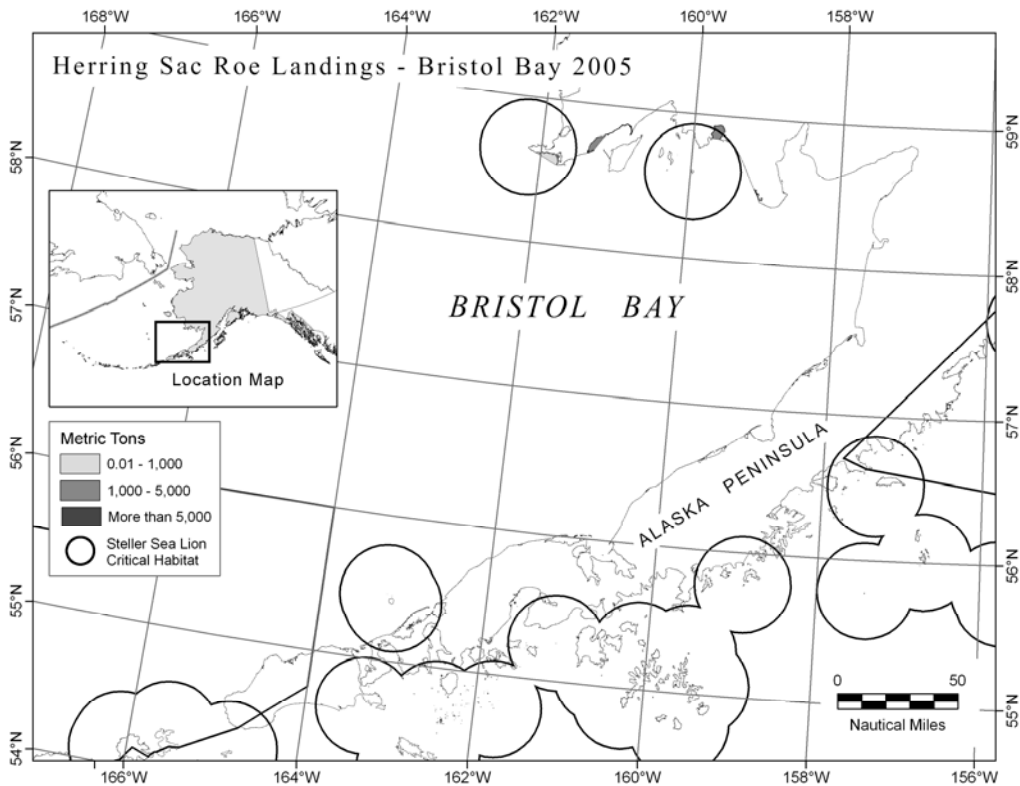 168°W 166°W 164°W 162°W 160°W 158°W
Herring Sac Roe Landings - Bristol Bay 2005
59°N
58°N
58°N
57°N
BRISTOL BAY
Location Map
57°N
Metric Tons
0.01 - 1,000
1,000 - 5,000
More than 5,000
Steller Sea Lion
Critical Habitat
56°N
ALASKA PENINSULA
56°N
55°N
0 50
Nautical Miles
55°N
54°N
166°W 164°W 162°W 160°W 158°W 156°W